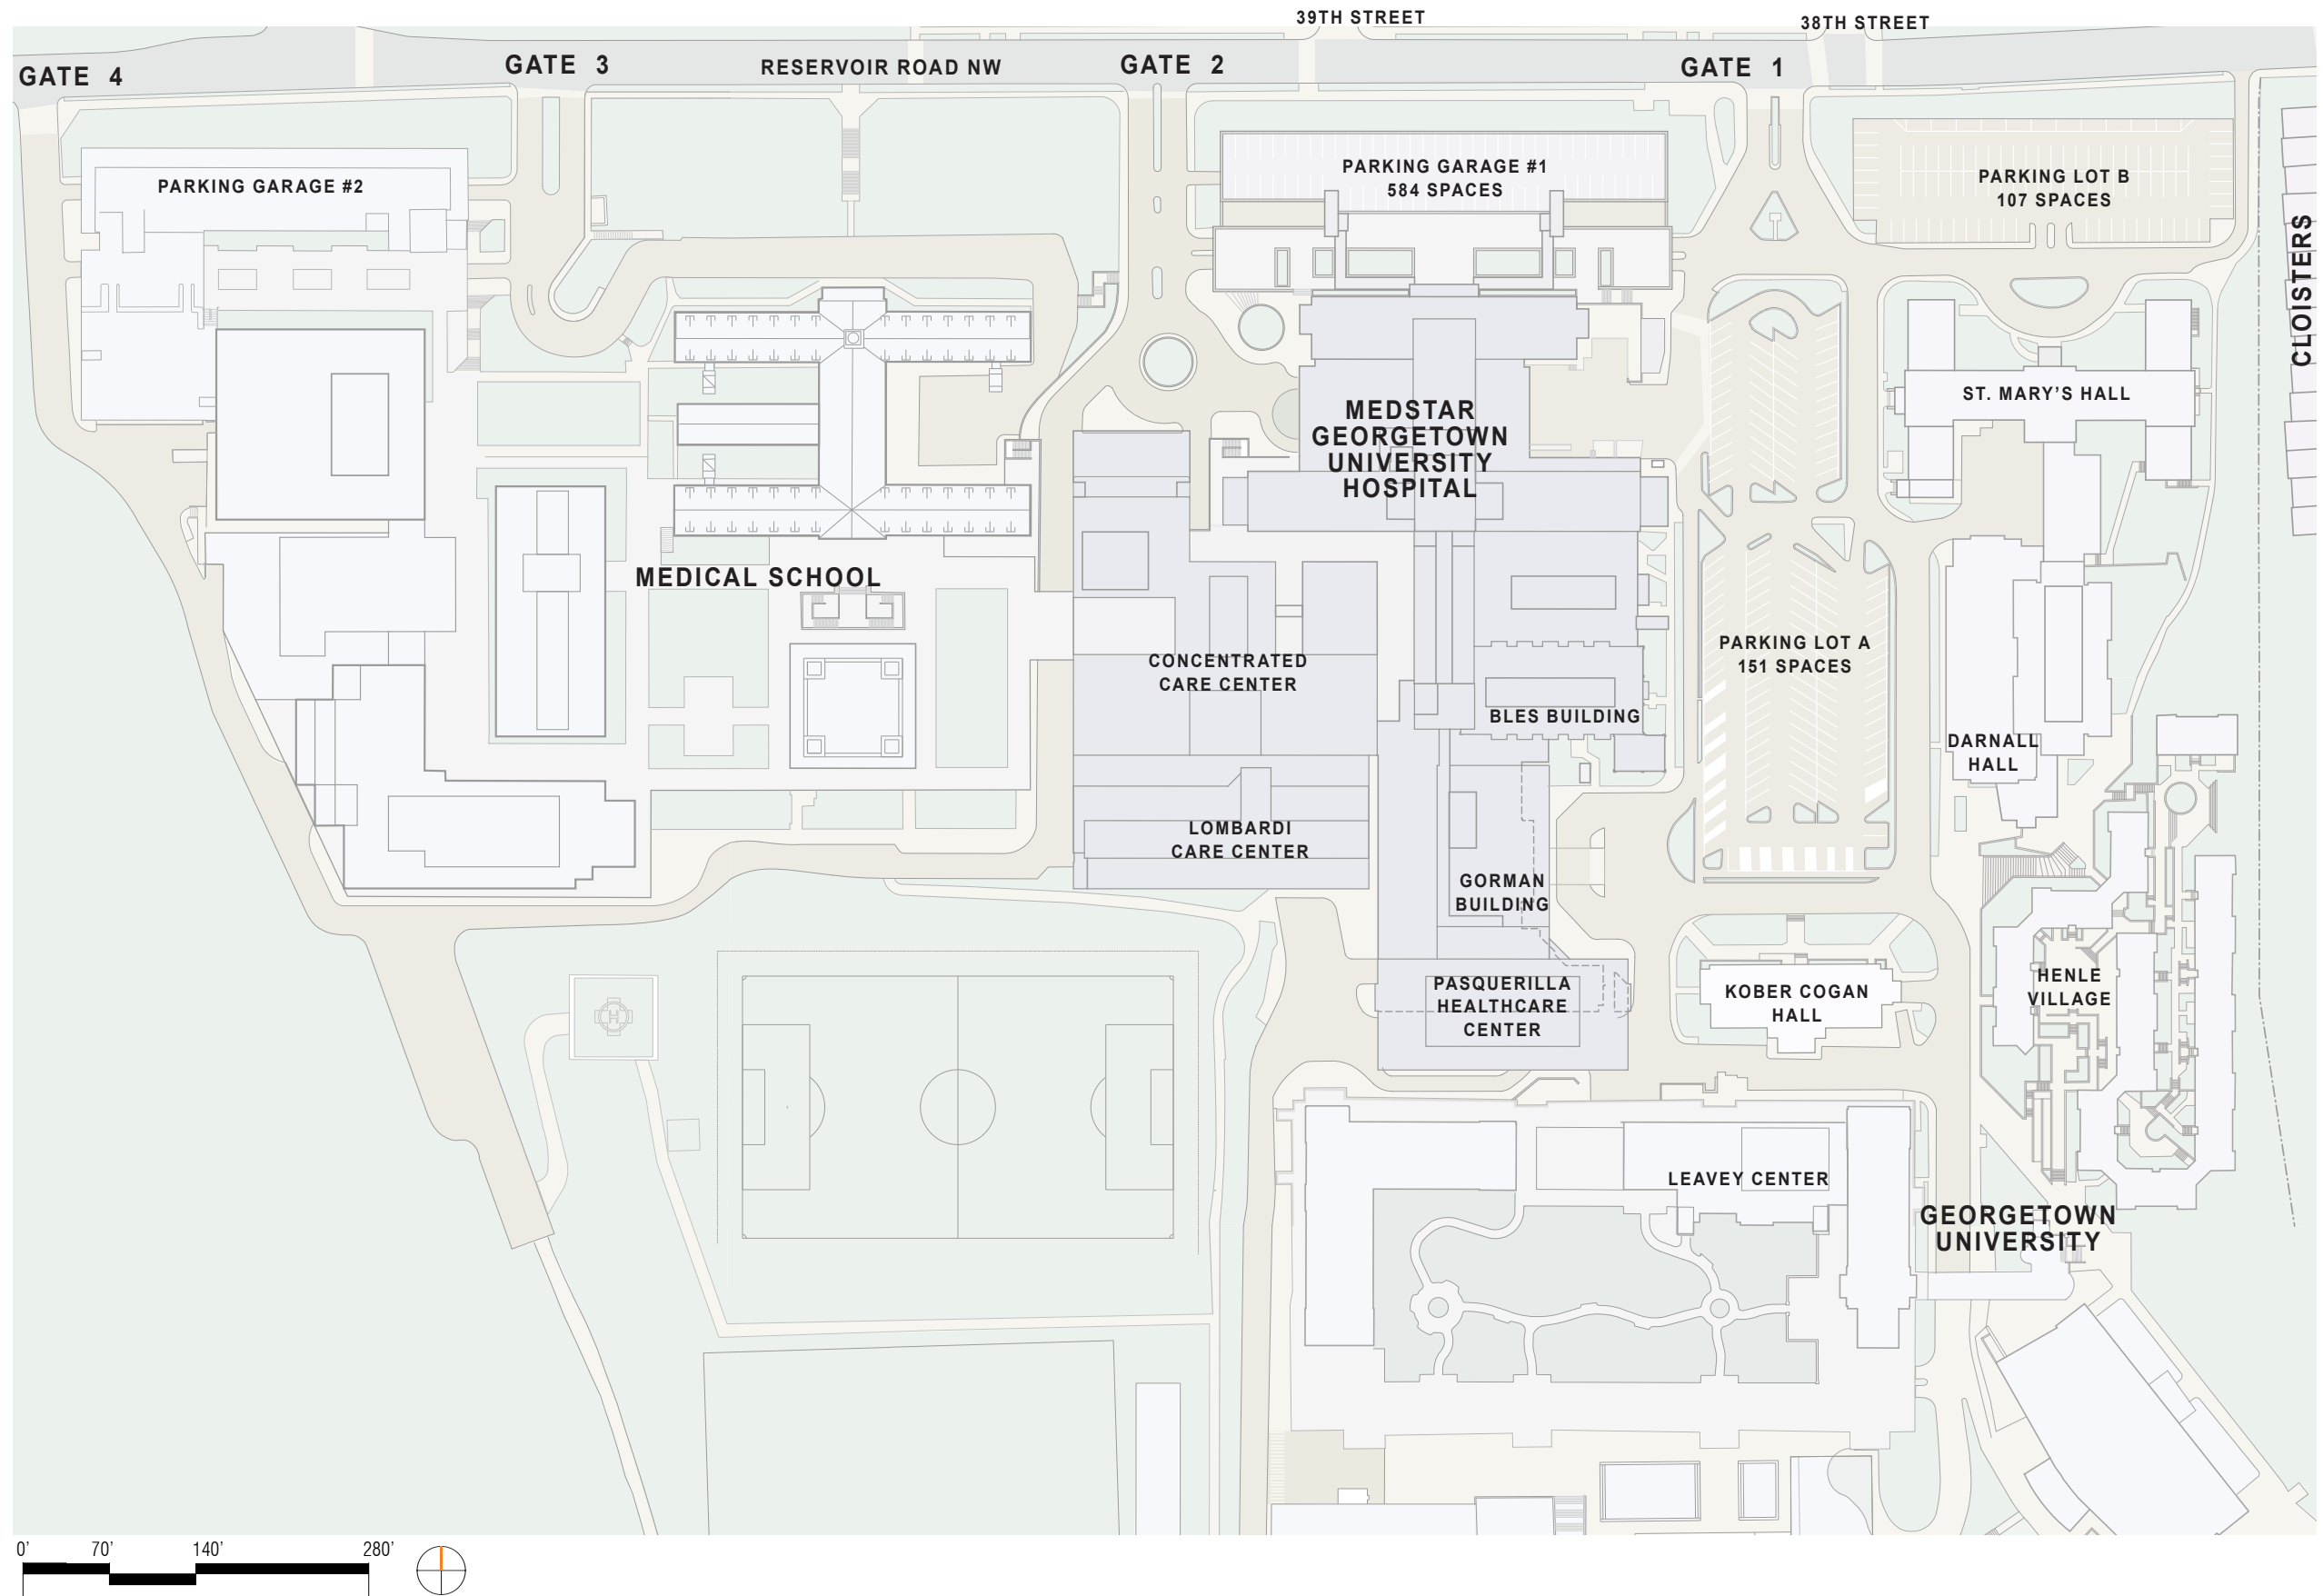 39TH STREET
38TH STREET
GATE 4
GATE 3
RESERVOIR ROAD NW
GATE 2
GATE 1
PARKING GARAGE #2
PARKING GARAGE #1
584 SPACES
PARKING LOT B
107 SPACES
CLOISTERS
ST. MARY’S HALL
MEDSTAR
GEORGETOWN
UNIVERSITY
HOSPITAL
MEDICAL SCHOOL
CONCENTRATED
CARE CENTER
PARKING LOT A
151 SPACES
BLES BUILDING
DARNALL
HALL
LOMBARDI
CARE CENTER
GORMAN
BUILDING
PASQUERILLA
HEALTHCARE
CENTER
KOBER COGAN
HALL
HENLE
VILLAGE
H
LEAVEY CENTER
GEORGETOWN
UNIVERSITY
0' 70' 140' 280'